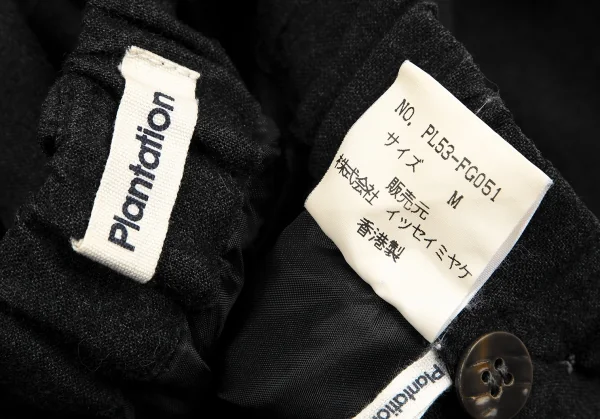 Plantation
NO. PL53-FG051
サイズ M
販売元
株式会社 イッセイミヤケ
香港製
Plantation